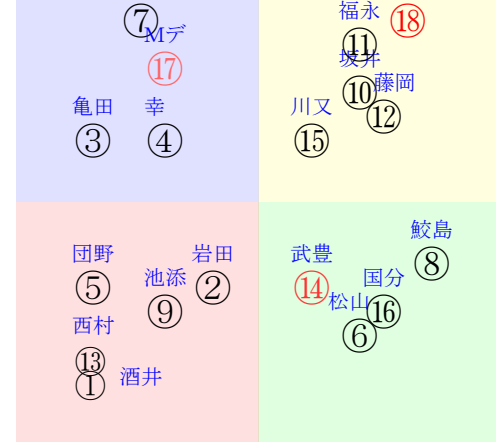 ⑦
Mデ
⑰
亀田 幸
③ ④
福永 ⑱
⑪
坂井
⑩ 藤岡
⑫
川又
⑮
団野 岩田
⑤ 池添 ②
⑨
西村
⑬
① 酒井
鮫島
武豊 ⑧
国分
⑭ 松山 ⑯
⑥